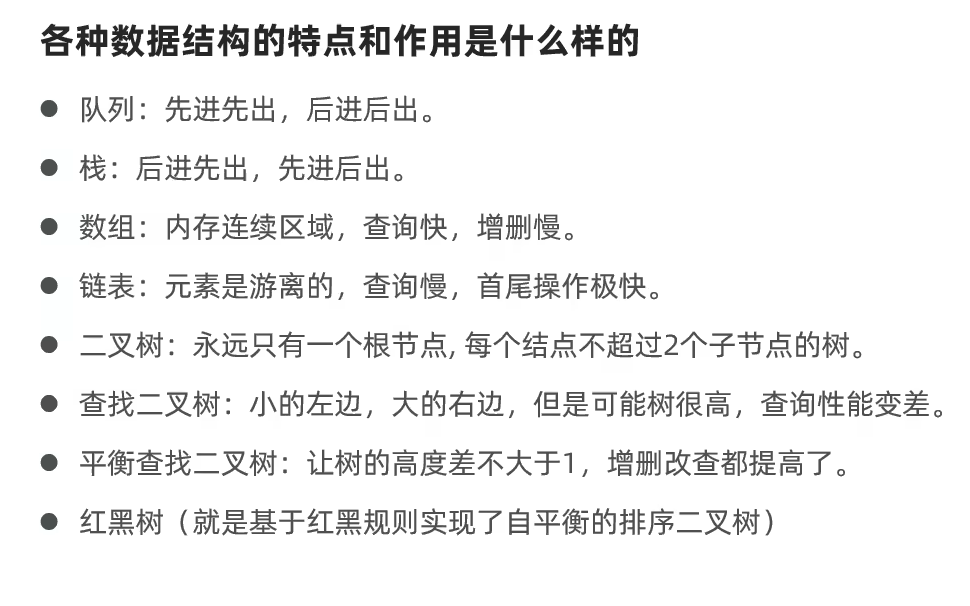 各种数据结构的特点和作用是什么样的
● 队列：先进先出，后进后出。
● 栈：后进先出，先进后出。
● 数组：内存连续区域，查询快，增删慢。
● 链表：元素是游离的，查询慢，首尾操作极快。
● 二叉树：永远只有一个根节点, 每个结点不超过2个子节点的树。
● 查找二叉树：小的左边，大的右边，但是可能树很高，查询性能变差。
● 平衡查找二叉树：让树的高度差不大于1，增删改查都提高了。
● 红黑树（就是基于红黑规则实现了自平衡的排序二叉树）